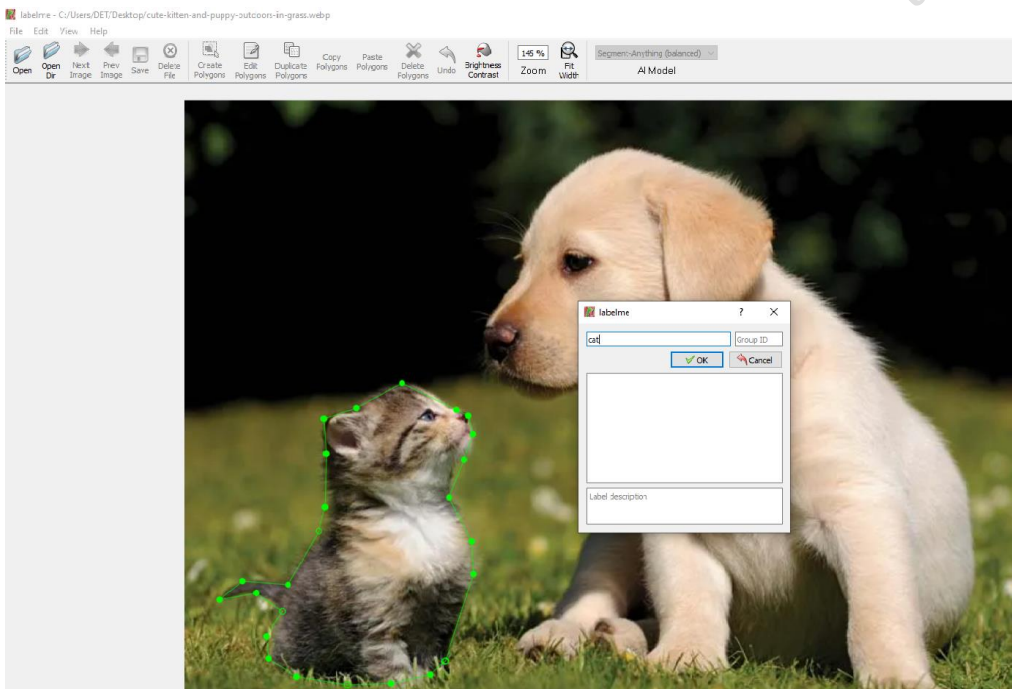 labelme - C:/Users/DET/Desktop/cute-kitten-and-puppy-outdoors-in-grass.webp
File Edit View Help
Open
Open Dir
Next Image
Prev Image
Save
Delete File
Create Polygons
Edit Polygons
Duplicate Polygons
Copy Polygons
Paste Polygons
Delete Polygons
Undo
Brightness Contrast
145 %
Zoom
Fit Width
Segment-Anything (balanced)
AI Model
labelme ? X
cat
Group ID
OK
Cancel
Label description